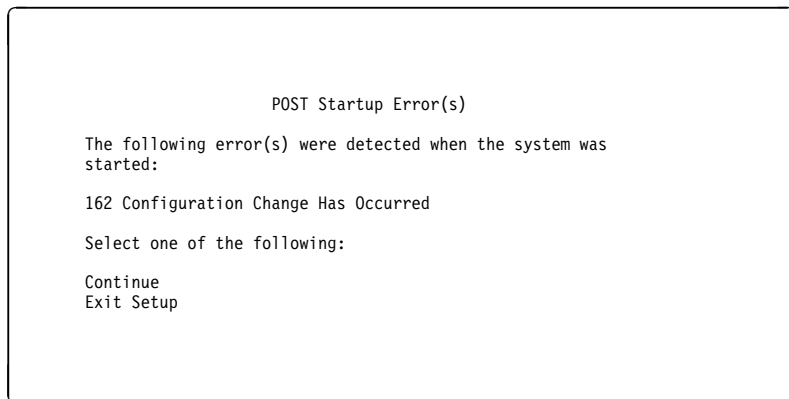 POST Startup Error(s)
The following error(s) were detected when the system was
started:
162 Configuration Change Has Occurred
Select one of the following:
Continue
Exit Setup